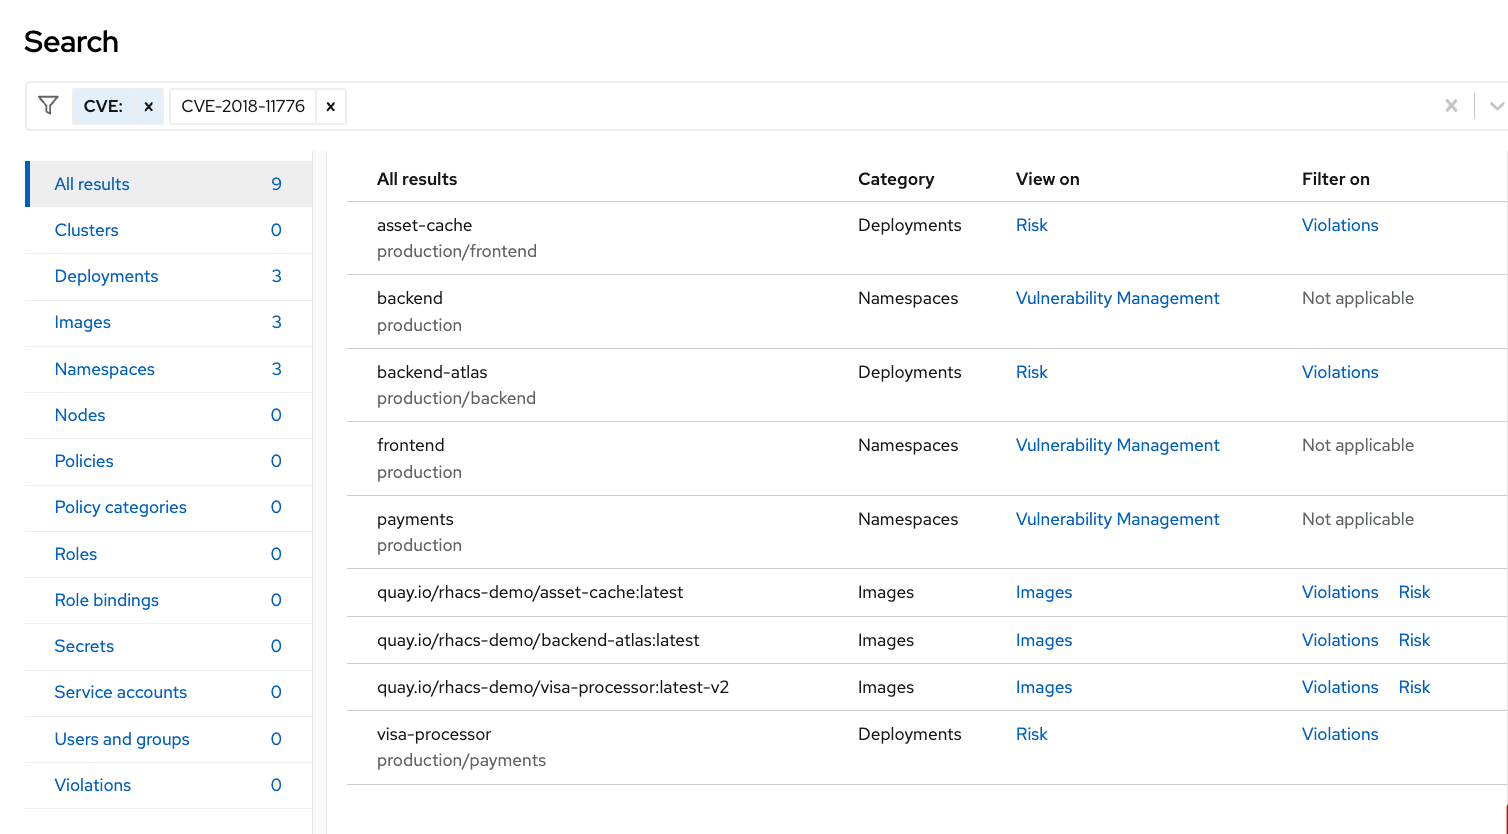 Search
CVE: × CVE-2018-11776 ×
All results 9
Clusters 0
Deployments 3
Images 3
Namespaces 3
Nodes 0
Policies 0
Policy categories 0
Roles 0
Role bindings 0
Secrets 0
Service accounts 0
Users and groups 0
Violations 0
All results Category View on Filter on
asset-cache Deployments Risk Violations
production/frontend
backend Namespaces Vulnerability Management Not applicable
production
backend-atlas Deployments Risk Violations
production/backend
frontend Namespaces Vulnerability Management Not applicable
production
payments Namespaces Vulnerability Management Not applicable
production
quay.io/rhacs-demo/asset-cache:latest Images Images Violations Risk
quay.io/rhacs-demo/backend-atlas:latest Images Images Violations Risk
quay.io/rhacs-demo/visa-processor:latest-v2 Images Images Violations Risk
visa-processor Deployments Risk Violations
production/payments